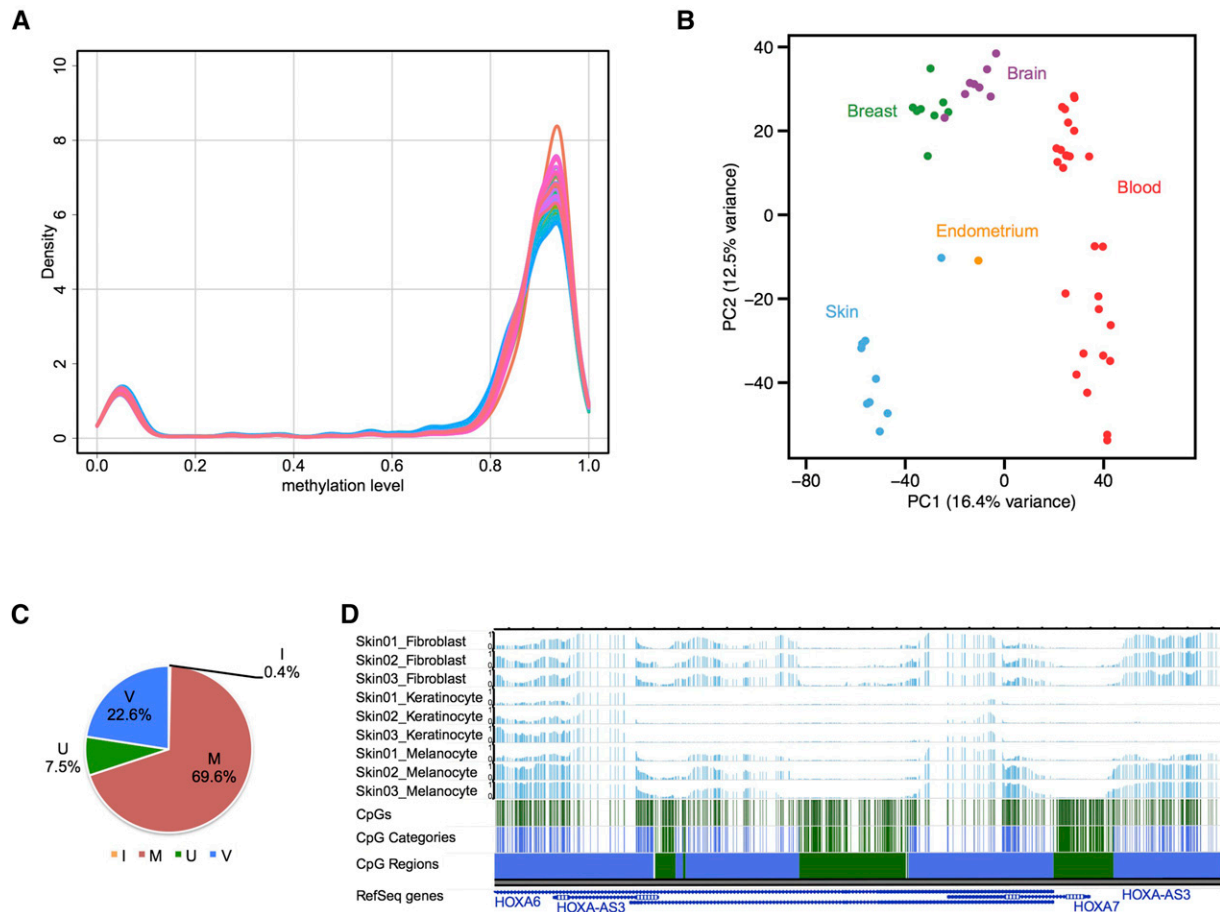 A
10
8
6
4
2
0
Density
0.0 0.2 0.4 0.6 0.8 1.0
methylation level
B
40
20
0
−20
−40
PC2 (12.5% variance)
Brain
Breast
Blood
Endometrium
Skin
−80 −40 0 40
PC1 (16.4% variance)
C
I
0.4%
V
22.6%
U
7.5%
M
69.6%
I M U V
D
Skin01_Fibroblast
Skin02_Fibroblast
Skin03_Fibroblast
Skin01_Keratinocyte
Skin02_Keratinocyte
Skin03_Keratinocyte
Skin01_Melanocyte
Skin02_Melanocyte
Skin03_Melanocyte
CpGs
CpG Categories
CpG Regions
RefSeq genes
HOXA6 HOXA-AS3 HOXA7 HOXA-AS3